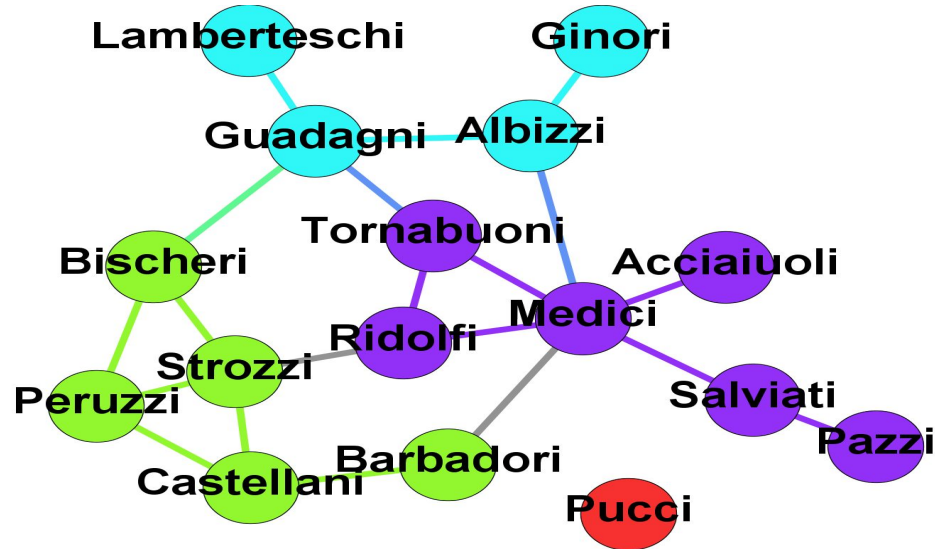 Lamberteschi
Ginori
Guadagni
Albizzi
Tornabuoni
Bischeri
Acciaiuoli
Medici
Ridolfi
Strozzi
Peruzzi
Salviati
Pazzi
Barbadori
Castellani
Pucci